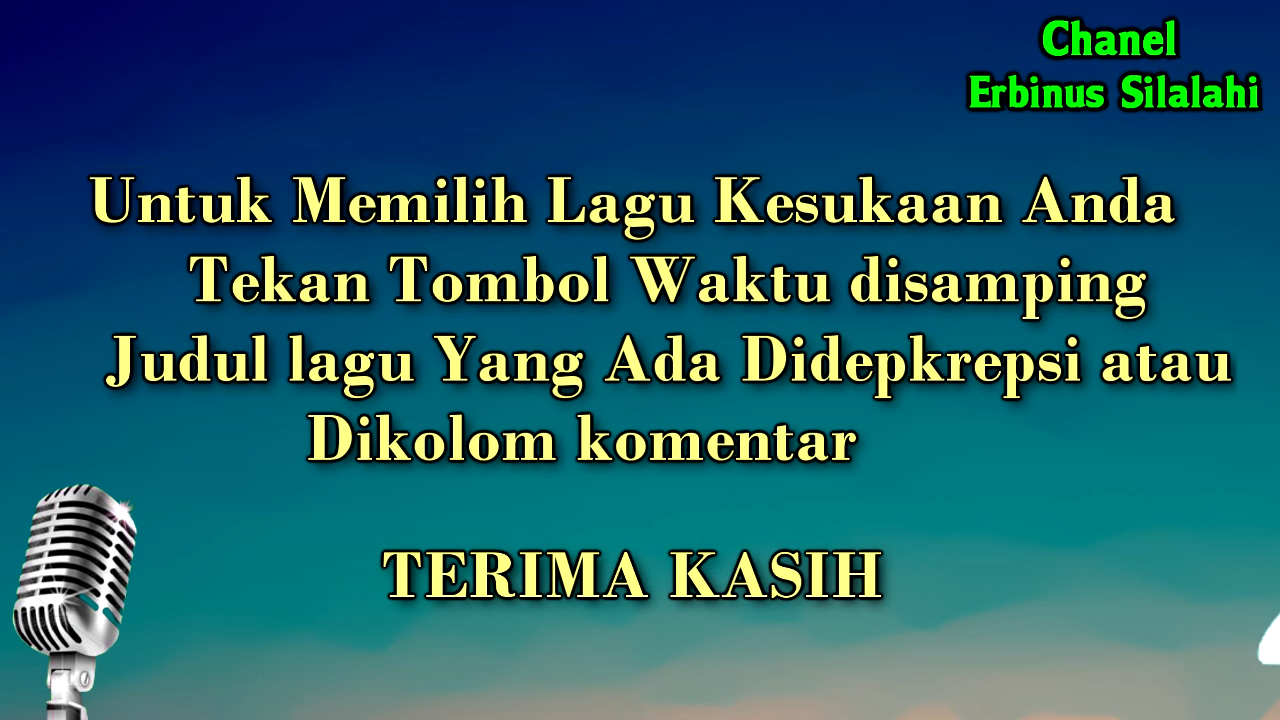 Chanel
Erbinus Silalahi
Untuk Memilih Lagu Kesukaan Anda
Tekan Tombol Waktu disamping
Judul lagu Yang Ada Didepkrepsi atau
Dikolom komentar
TERIMA KASIH